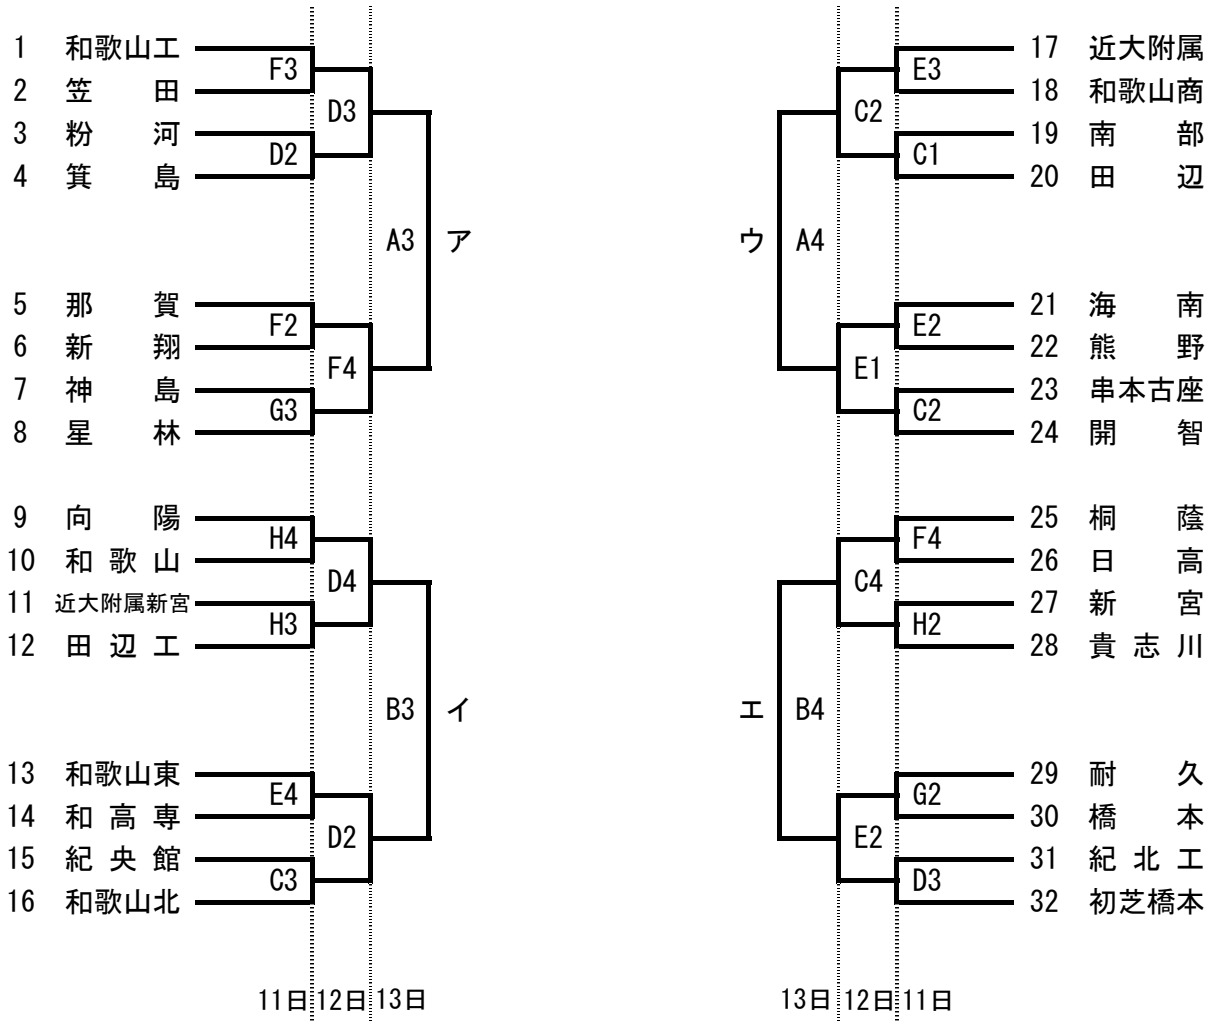 1 和歌山工 17 近大附属
F3 E3
2 笠 田 18 和歌山商
D3 C2
3 粉 河 19 南 部
D2 C1
4 箕 島 20 田 辺
A3 ア ウ A4
5 那 賀 21 海 南
F2 E2
6 新 翔 22 熊 野
F4 E1
7 神 島 23 串本古座
G3 C2
8 星 林 24 開 智
9 向 陽 25 桐 蔭
H4 F4
10 和 歌 山 26 日 高
D4 C4
11 近大附属新宮 27 新 宮
H3 H2
12 田 辺 工 28 貴 志 川
B3 イ エ B4
13 和歌山東 29 耐 久
E4 G2
14 和 高 専 30 橋 本
D2 E2
15 紀 央 館 31 紀 北 工
C3 D3
16 和歌山北 32 初芝橋本
11日 12日 13日 13日 12日 11日